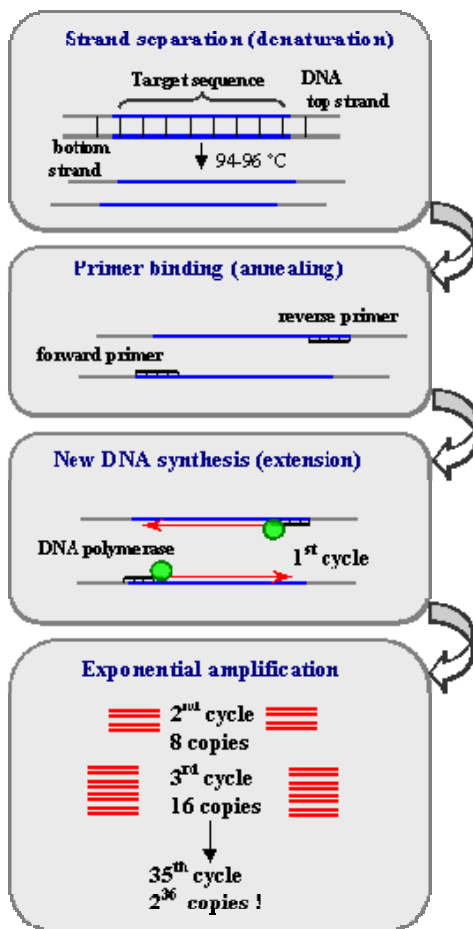 Strand separation (denaturation)
Target sequence
DNA
top strand
bottom
strand
94-96 °C
Primer binding (annealing)
reverse primer
forward primer
New DNA synthesis (extension)
DNA polymerase
1st cycle
Exponential amplification
2nd cycle
8 copies
3rd cycle
16 copies
35th cycle
2^36 copies !